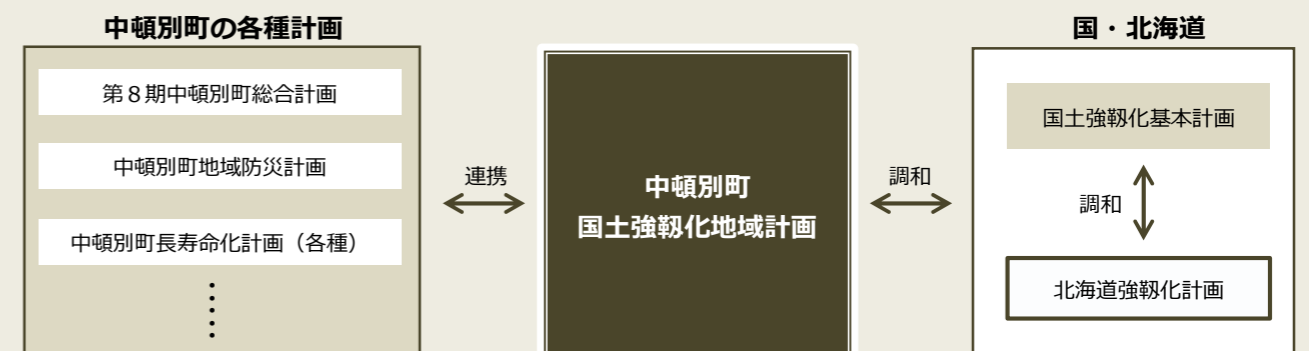 中頓別町の各種計画
第８期中頓別町総合計画
中頓別町地域防災計画
中頓別町長寿命化計画（各種）
連携
中頓別町
国土強靱化地域計画
調和
国・北海道
国土強靱化基本計画
調和
北海道強靱化計画